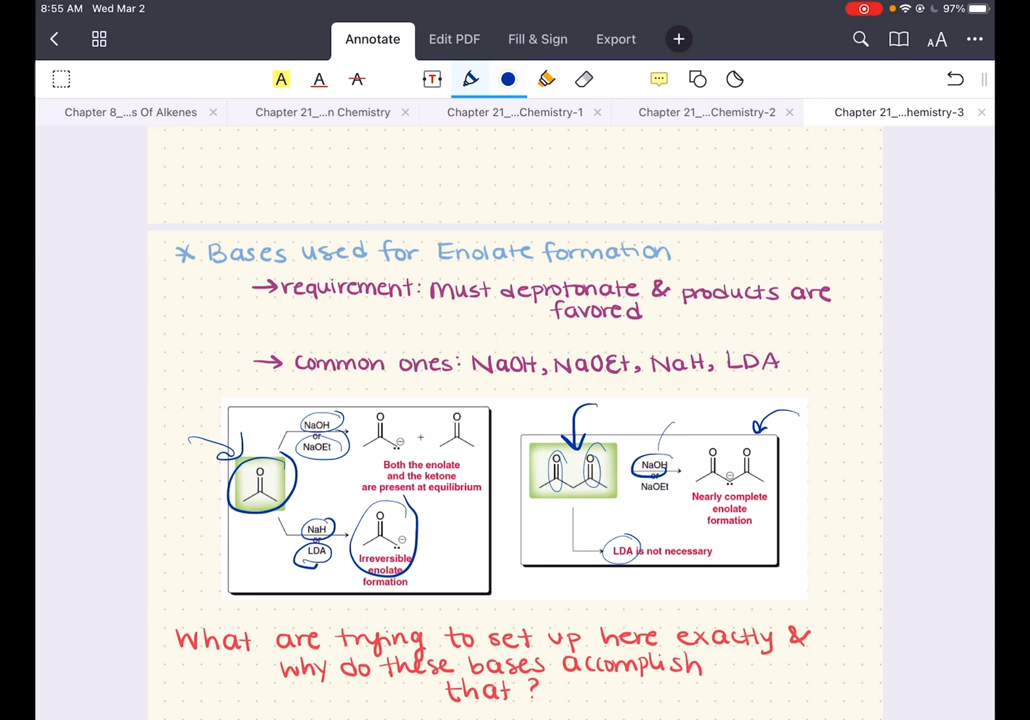 8:55 AM Wed Mar 2
97%
Annotate Edit PDF Fill & Sign Export
AA
A A A T
Chapter 8_...s Of Alkenes
Chapter 21_...n Chemistry
Chapter 21_...Chemistry-1
Chapter 21_...Chemistry-2
Chapter 21_...hemistry-3
* Bases used for Enolate formation
→ requirement: Must deprotonate & products are
favored
→ Common ones: NaOH, NaOEt, NaH, LDA
O
NaOH
or
NaOEt
O
⊖
+
O
Both the enolate
and the ketone
are present at equilibrium
NaH
or
LDA
O
⊖
Irreversible
enolate
formation
O O
NaOH
or
NaOEt
O O
⊖
Nearly complete
enolate
formation
LDA is not necessary
What are trying to set up here exactly &
why do these bases accomplish
that ?